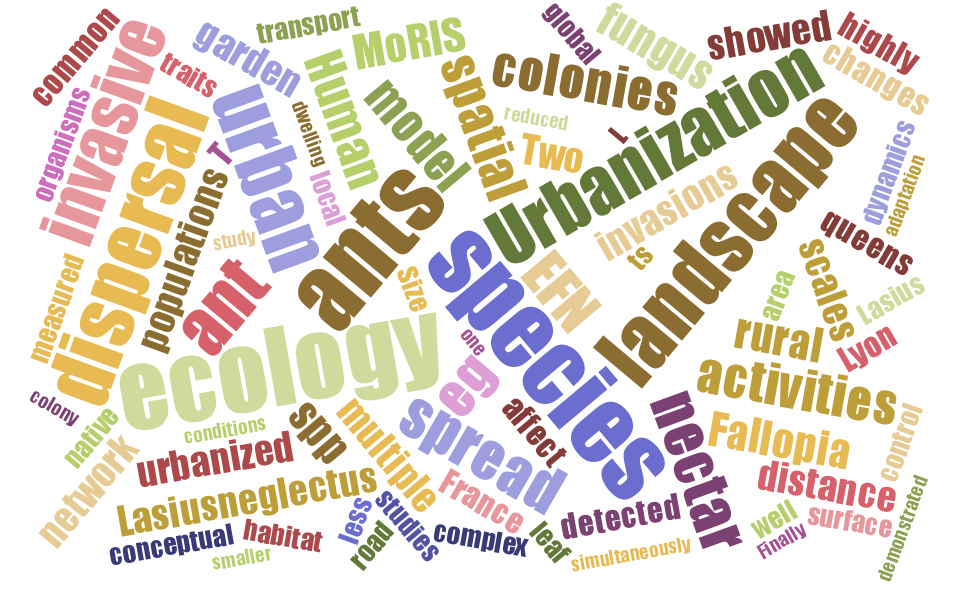 common
invasive
organisms
traits
garden
transport
MoRIS
Human
dwelling
local
urban
T
dispersal
populations
study
measured
ant
ants
model
spatial
colonies
global
fungus
showed
highly
changes
reduced
Two
L
Urbanization
invasions
ts
landscape
dynamics
adaptation
queens
scales
area
Lasius
Lyon
rural
activities
EFN
species
size
ecology
one
eg
colony
native
network
conditions
urbanized
spp
multiple
spread
affect
nectar
Fallopia
control
distance
surface
well
Finally
demonstrated
detected
simultaneously
leaf
complex
France
studies
less
road
Lasiusneglectus
conceptual
habitat
smaller